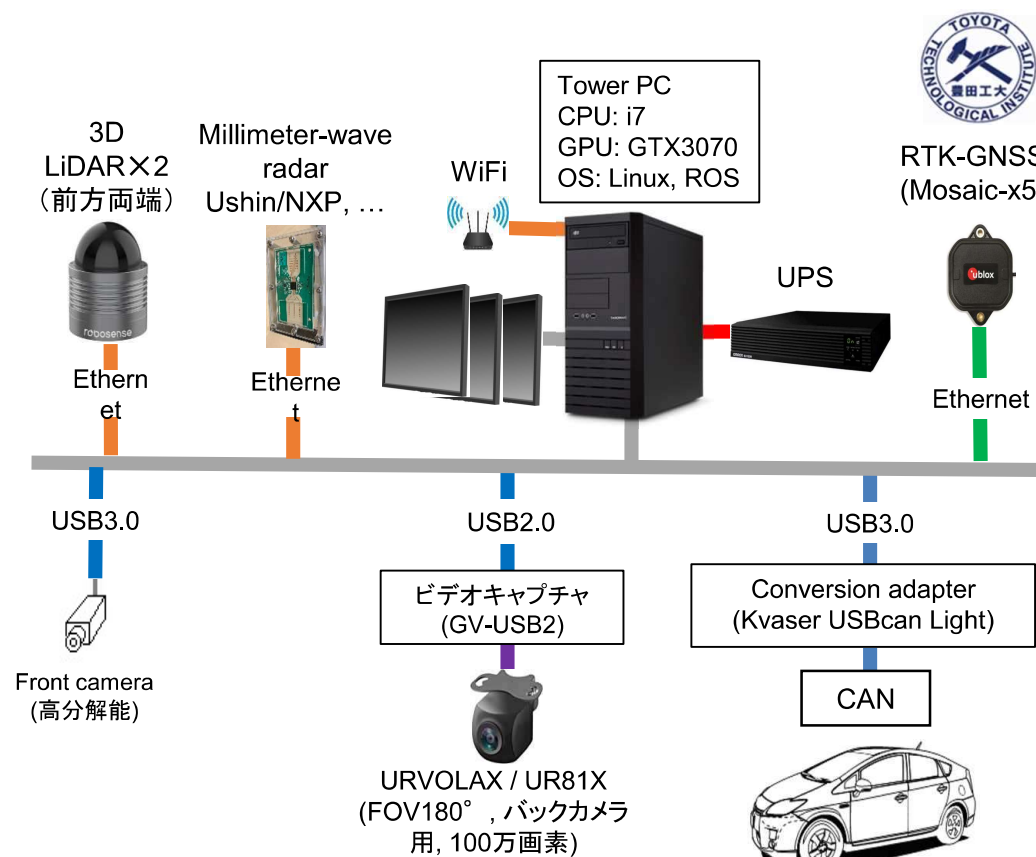 TOYOTA
TECHNOLOGICAL INSTITUTE
豊田工大
Tower PC
CPU: i7
GPU: GTX3070
OS: Linux, ROS
3D
LiDAR×2
(前方両端)
Millimeter-wave
radar
Ushin/NXP, …
WiFi
RTK-GNSS
(Mosaic-x5
UPS
ublox
robosense
Ethern
et
Etherne
t
Ethernet
USB3.0
USB2.0
USB3.0
ビデオキャプチャ
(GV-USB2)
Conversion adapter
(Kvaser USBcan Light)
Front camera
(高分解能)
CAN
URVOLAX / UR81X
(FOV180°, バックカメラ
用, 100万画素)